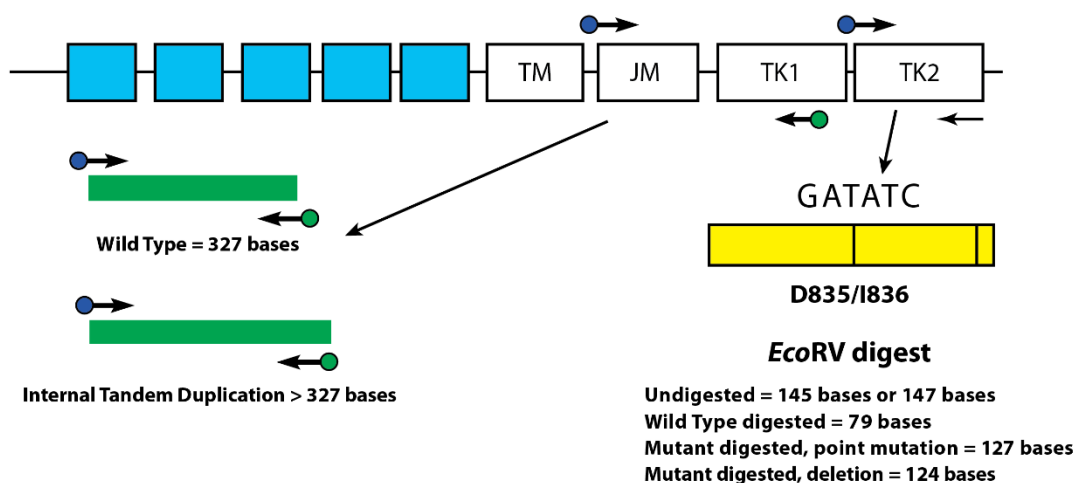 TM
JM
TK1
TK2
GATATC
Wild Type = 327 bases
D835/I836
EcoRV digest
Internal Tandem Duplication > 327 bases
Undigested = 145 bases or 147 bases
Wild Type digested = 79 bases
Mutant digested, point mutation = 127 bases
Mutant digested, deletion = 124 bases